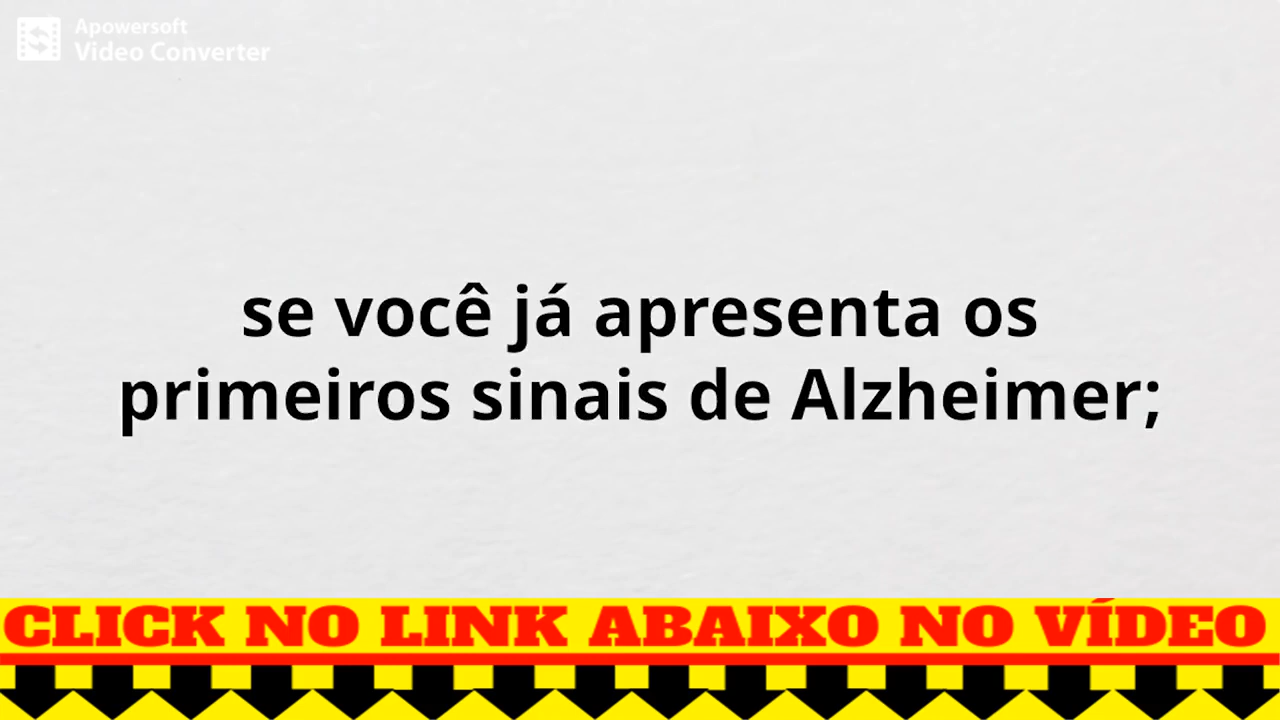 Apowersoft
Video Converter
se você já apresenta os
primeiros sinais de Alzheimer;
CLICK NO LINK ABAIXO NO VÍDEO